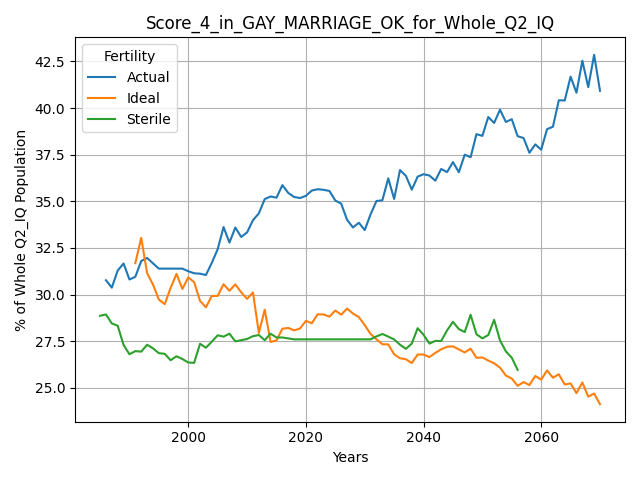 Score_4_in_GAY_MARRIAGE_OK_for_Whole_Q2_IQ
Fertility
Actual
Ideal
Sterile
% of Whole Q2_IQ Population
42.5
40.0
37.5
35.0
32.5
30.0
27.5
25.0
2000
2020
2040
2060
Years